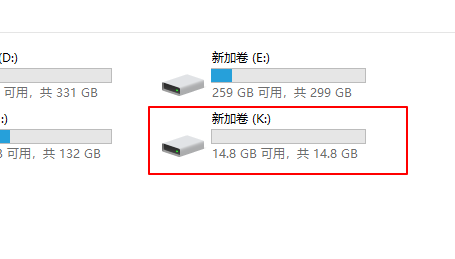 (D:)
可用，共 331 GB
新加卷 (E:)
259 GB 可用，共 299 GB
:)
可用，共 132 GB
新加卷 (K:)
14.8 GB 可用，共 14.8 GB